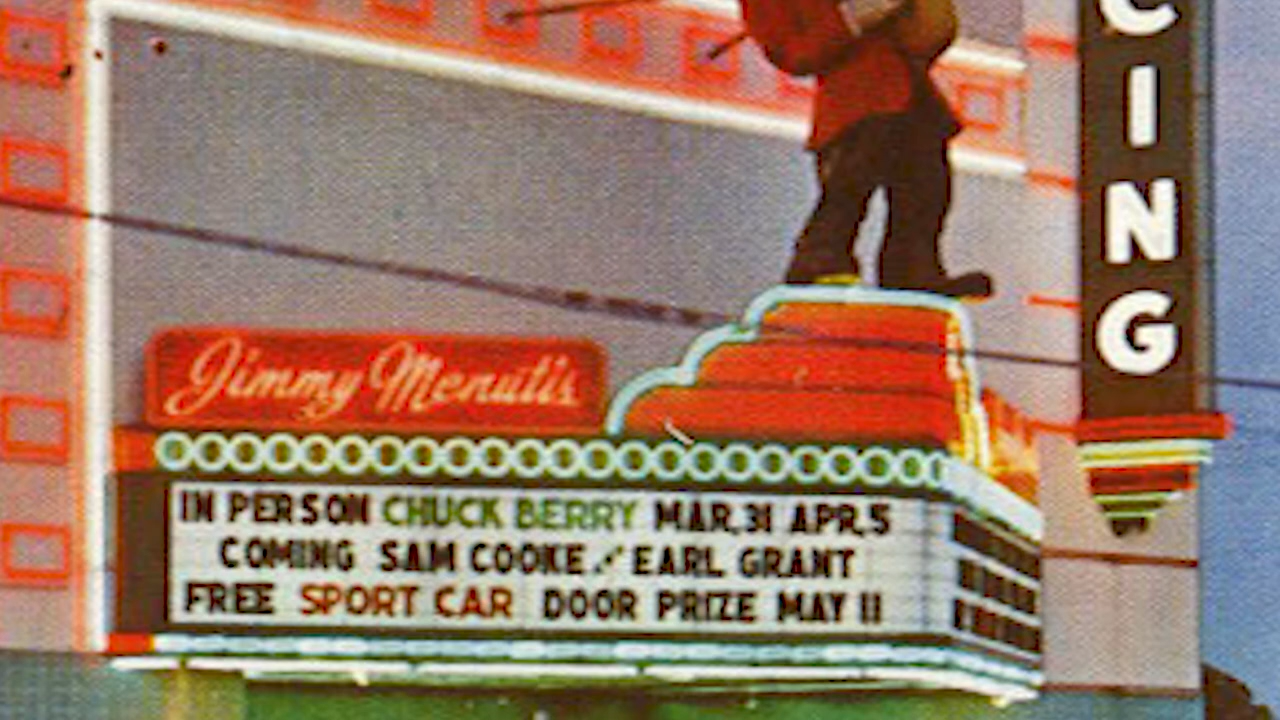 CING
Jimmy Menutis
IN PERSON CHUCK BERRY MAR. 31 APR. 5
COMING SAM COOKE EARL GRANT
FREE SPORT CAR DOOR PRIZE MAY 11